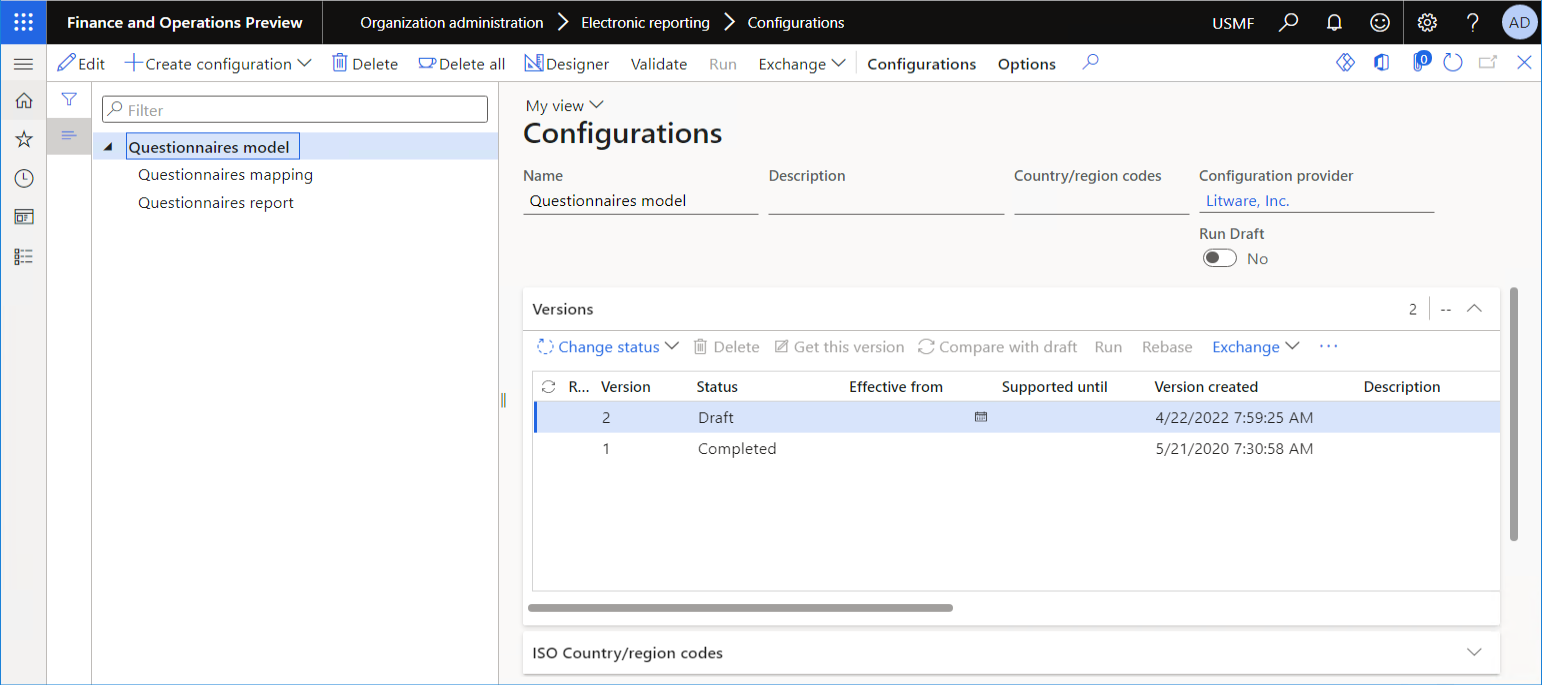 Finance and Operations Preview Organization administration Electronic reporting Configurations USMF AD
Edit Create configuration Delete Delete all Designer Validate Run Exchange Configurations Options 0
Filter
Questionnaires model
Questionnaires mapping
Questionnaires report
My view
Configurations
Name Description Country/region codes Configuration provider
Questionnaires model Litware, Inc.
Run Draft
No
Versions 2 --
Change status Delete Get this version Compare with draft Run Rebase Exchange ···
R... Version Status Effective from Supported until Version created Description
2 Draft 4/22/2022 7:59:25 AM
1 Completed 5/21/2020 7:30:58 AM
ISO Country/region codes